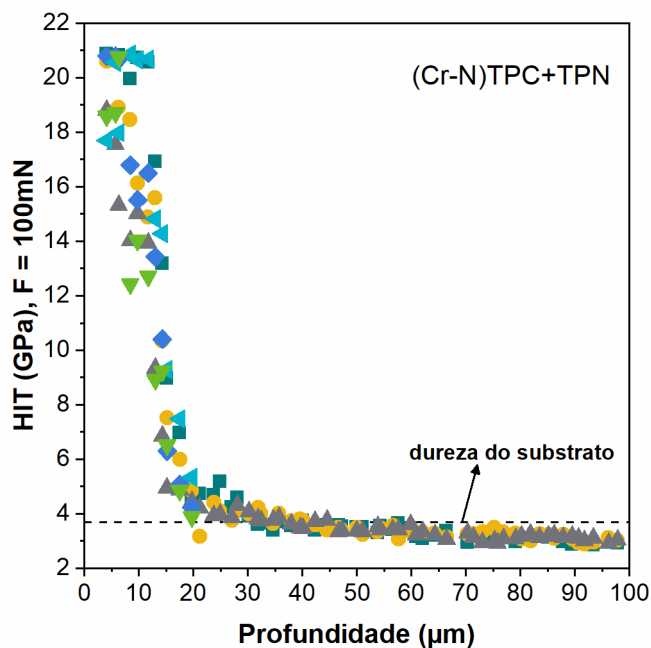 22
20
18
16
14
12
10
8
6
4
2
HIT (GPa), F = 100mN
(Cr-N)TPC+TPN
dureza do substrato
0 10 20 30 40 50 60 70 80 90 100
Profundidade (μm)